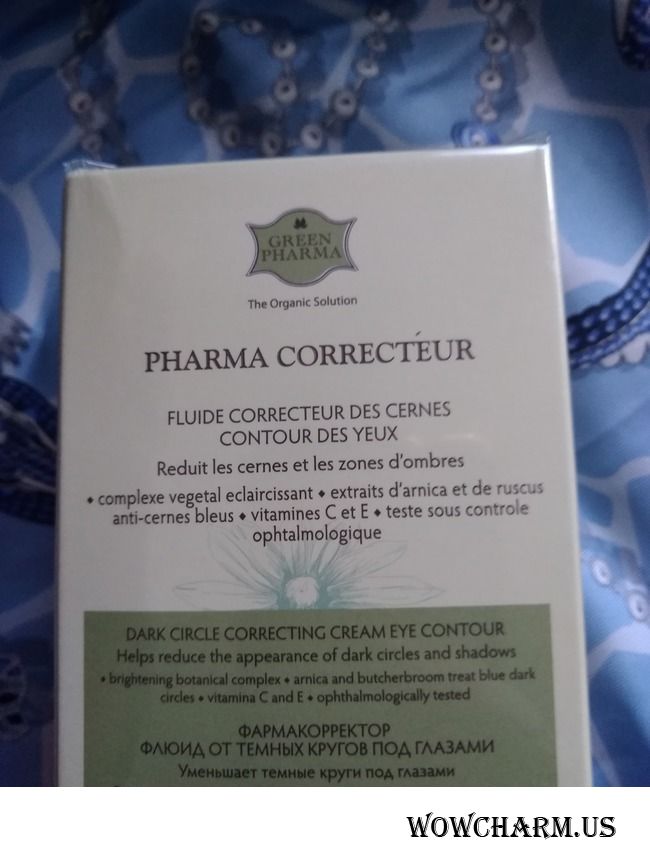 GREEN
PHARMA
The Organic Solution
PHARMA CORRECTÉUR
FLUIDE CORRECTEUR DES CERNES
CONTOUR DES YEUX
Reduit les cernes et les zones d'ombres
• complexe vegetal eclaircissant • extraits d'arnica et de ruscus
anti-cernes bleus • vitamines C et E • teste sous controle
ophtalmologique
DARK CIRCLE CORRECTING CREAM EYE CONTOUR
Helps reduce the appearance of dark circles and shadows
• brightening botanical complex • arnica and butcherbroom treat blue dark
circles • vitamina C and E • ophthalmologically tested
ФАРМАКОРРЕКТОР
ФЛЮИД ОТ ТЕМНЫХ КРУГОВ ПОД ГЛАЗАМИ
Уменьшает темные круги под глазами
WOWCHARM.US